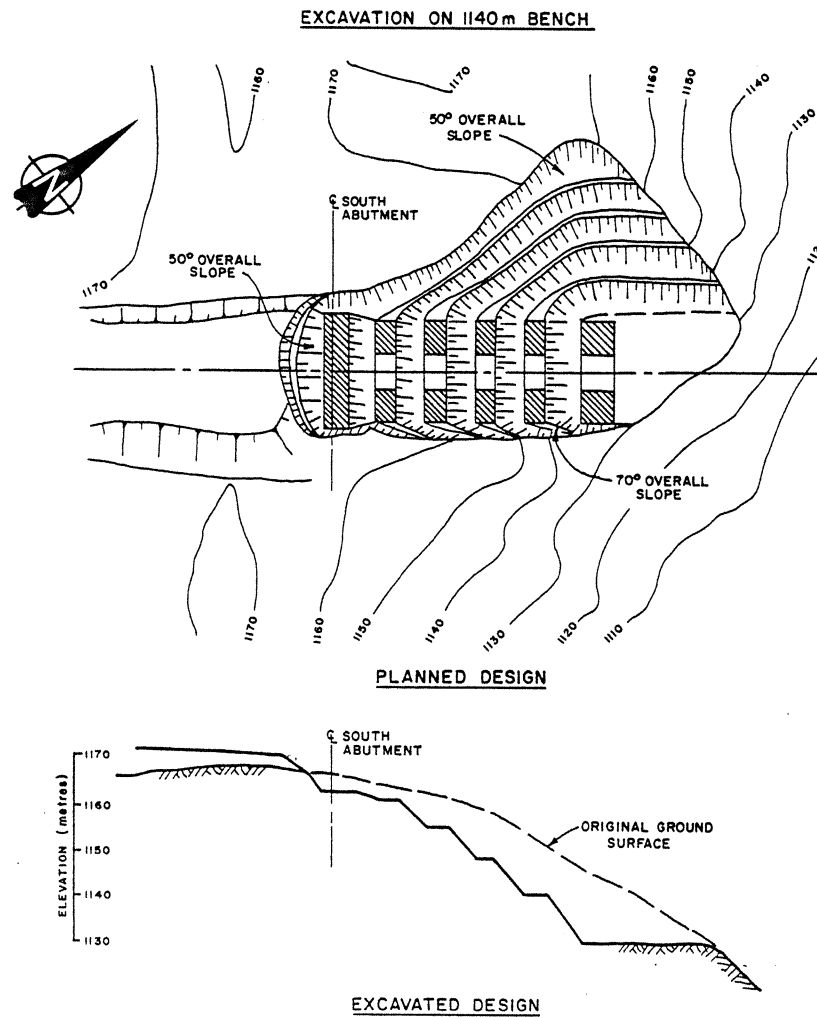 EXCAVATION ON 1140m BENCH
1160
1170
1170
1160
1150
1140
1130
50° OVERALL
SLOPE
N
℄ SOUTH
ABUTMENT
50° OVERALL
SLOPE
1170
70° OVERALL
SLOPE
1170
1160
1150
1140
1130
1120
1110
PLANNED DESIGN
℄ SOUTH
ABUTMENT
ELEVATION (metres)
1170
1160
1150
1140
1130
ORIGINAL GROUND
SURFACE
EXCAVATED DESIGN